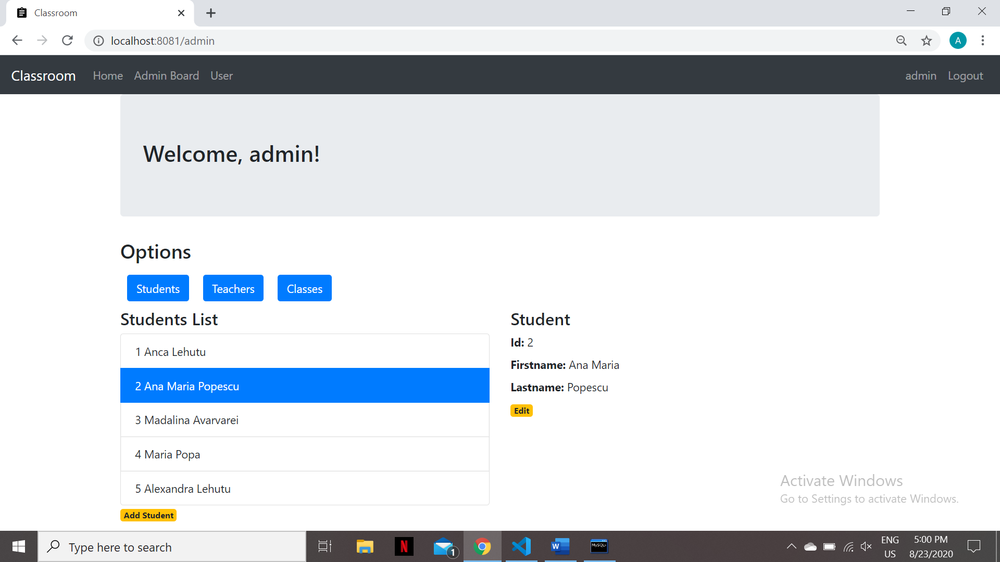 Classroom
localhost:8081/admin
A
Classroom Home Admin Board User admin Logout
Welcome, admin!
Options
Students Teachers Classes
Students List
1 Anca Lehutu
2 Ana Maria Popescu
3 Madalina Avarvarei
4 Maria Popa
5 Alexandra Lehutu
Add Student
Student
Id: 2
Firstname: Ana Maria
Lastname: Popescu
Edit
Activate Windows
Go to Settings to activate Windows.
Type here to search
N
1
W
MySQL>
ENG
US
5:00 PM
8/23/2020